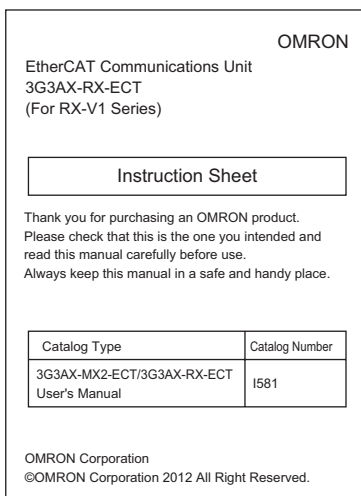 OMRON
EtherCAT Communications Unit
3G3AX-RX-ECT
(For RX-V1 Series)
Instruction Sheet
Thank you for purchasing an OMRON product.
Please check that this is the one you intended and
read this manual carefully before use.
Always keep this manual in a safe and handy place.
Catalog Type Catalog Number
3G3AX-MX2-ECT/3G3AX-RX-ECT
User's Manual I581
OMRON Corporation
©OMRON Corporation 2012 All Right Reserved.